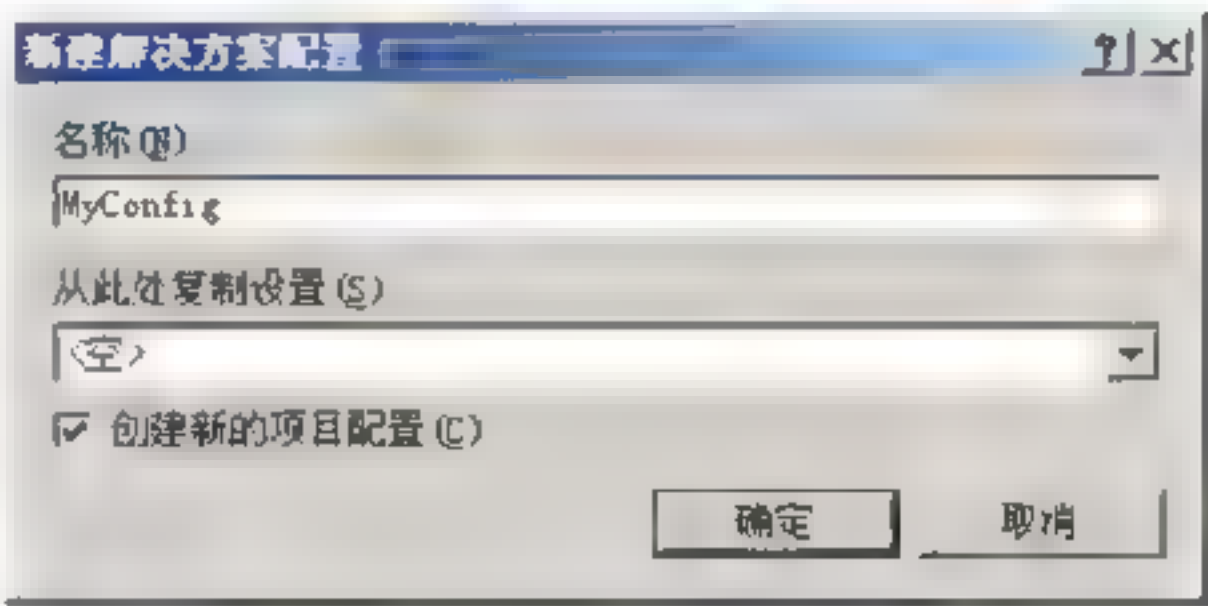 新建解决方案配置
名称(N)
MyConfig
从此处复制设置(S)
<空>
创建新的项目配置(C)
确定
取消